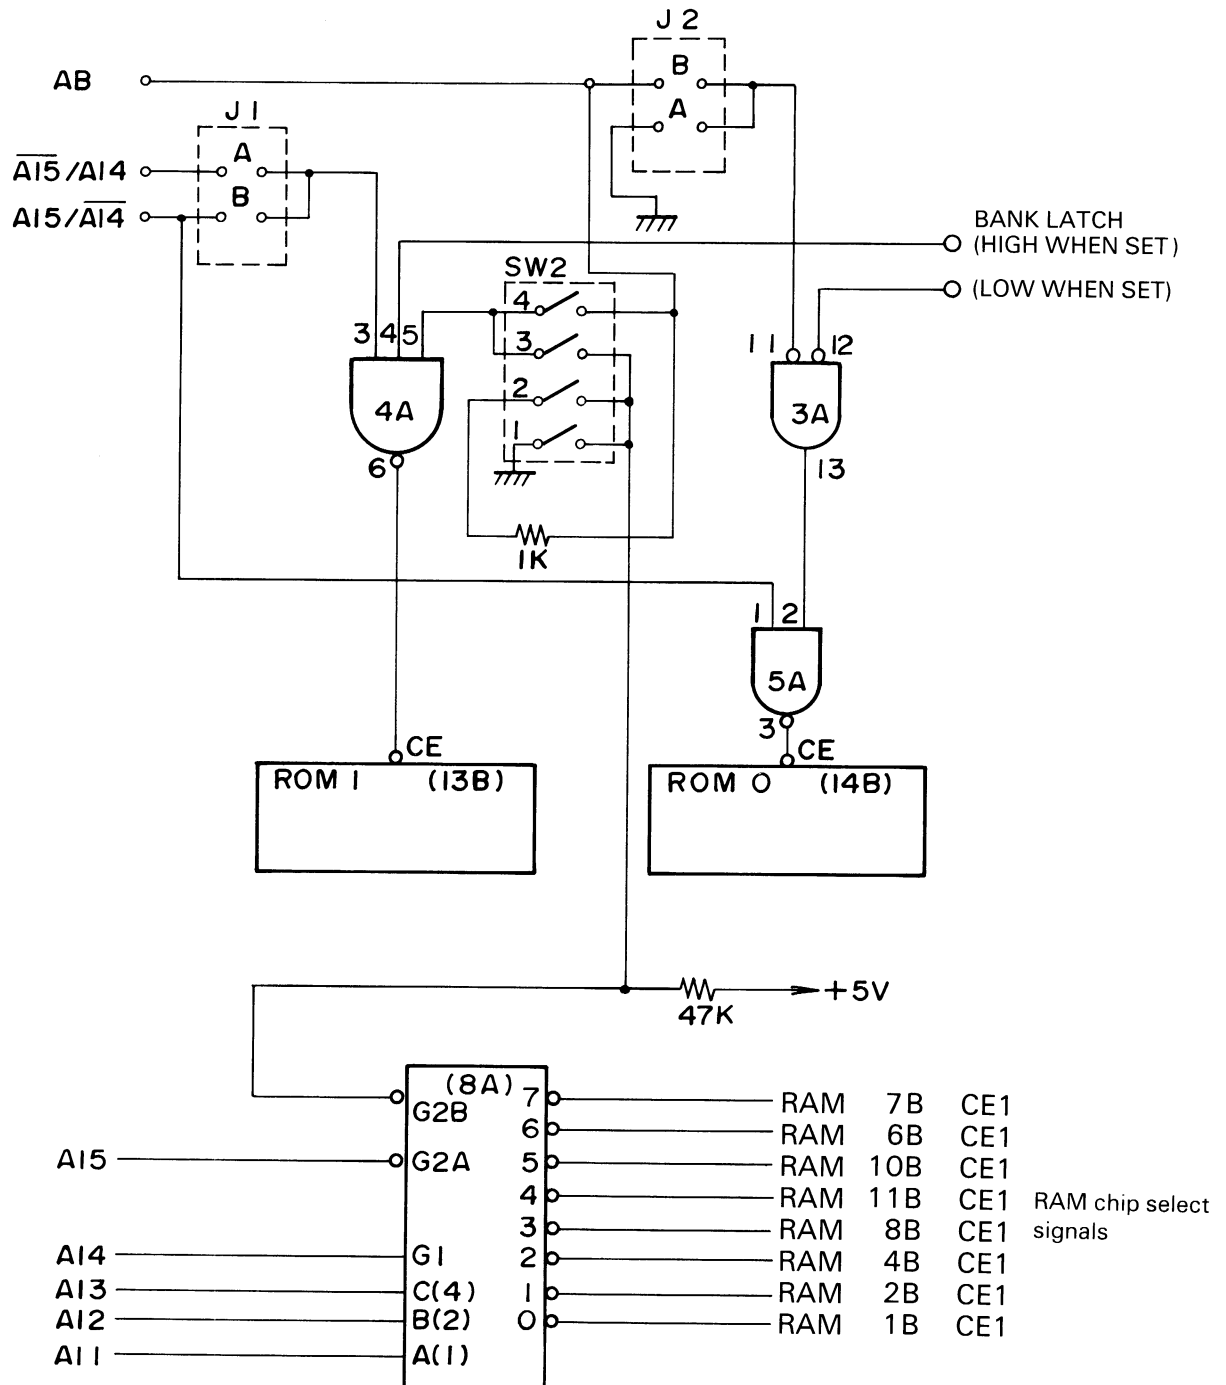 J2
AB
B
A
J1
A̅1̅5̅/A14
A
A15/A̅1̅4̅
B
BANK LATCH
(HIGH WHEN SET)
(LOW WHEN SET)
SW2
4
3
2
1
3 4 5
4A
6
1K
11 12
3A
13
1 2
5A
3
CE
ROM 1 (13B)
CE
ROM 0 (14B)
47K
+5V
(8A)
G2B
7 RAM 7B CE1
6 RAM 6B CE1
A15 G2A 5 RAM 10B CE1
4 RAM 11B CE1
RAM chip select
signals
3 RAM 8B CE1
A14 G1 2 RAM 4B CE1
A13 C(4) 1 RAM 2B CE1
A12 B(2) 0 RAM 1B CE1
A11 A(1)